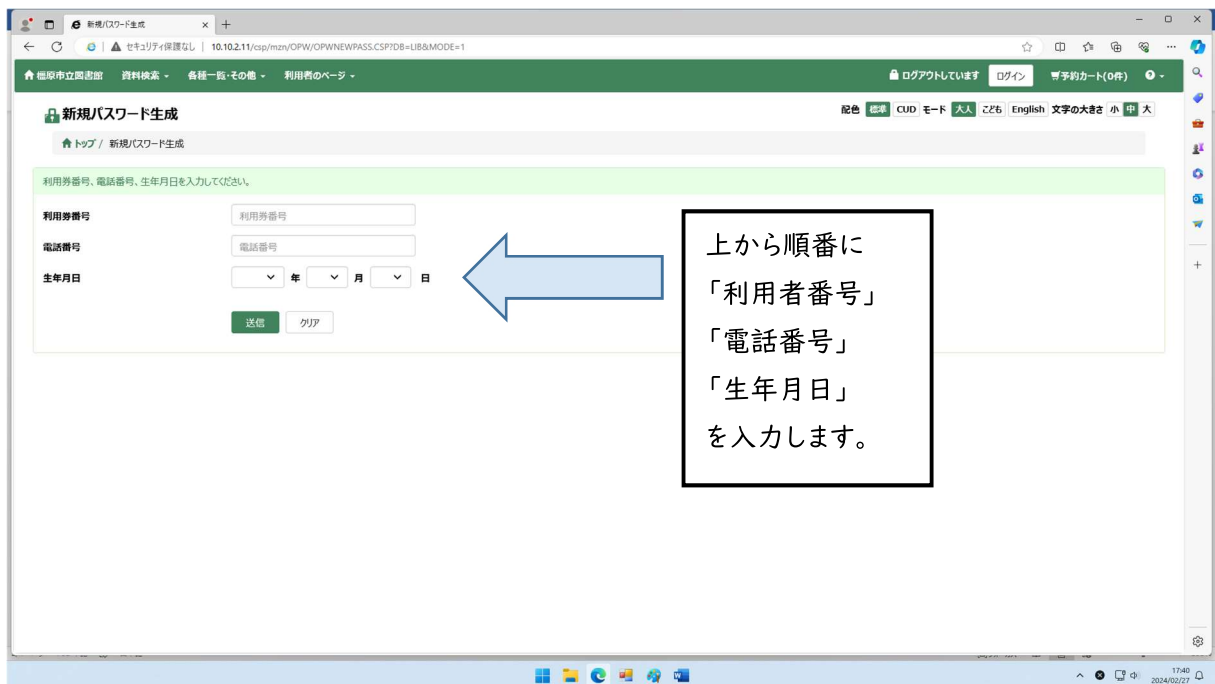 新規パスワード生成
セキュリティ保護なし | 10.10.2.11/csp/mzn/OPW/OPWNEWPASS.CSP?DB=LIB&MODE=1
橿原市立図書館 資料検索 各種一覧・その他 利用者のページ ログアウトしています ログイン 予約カート(0件)
新規パスワード生成 配色 標準 CUD モード 大人 こども English 文字の大きさ 小 中 大
トップ / 新規パスワード生成
利用券番号、電話番号、生年月日を入力してください。
利用券番号 利用券番号
電話番号 電話番号
生年月日 年 月 日
送信 クリア
上から順番に
「利用者番号」
「電話番号」
「生年月日」
を入力します。
17:40
2024/02/27